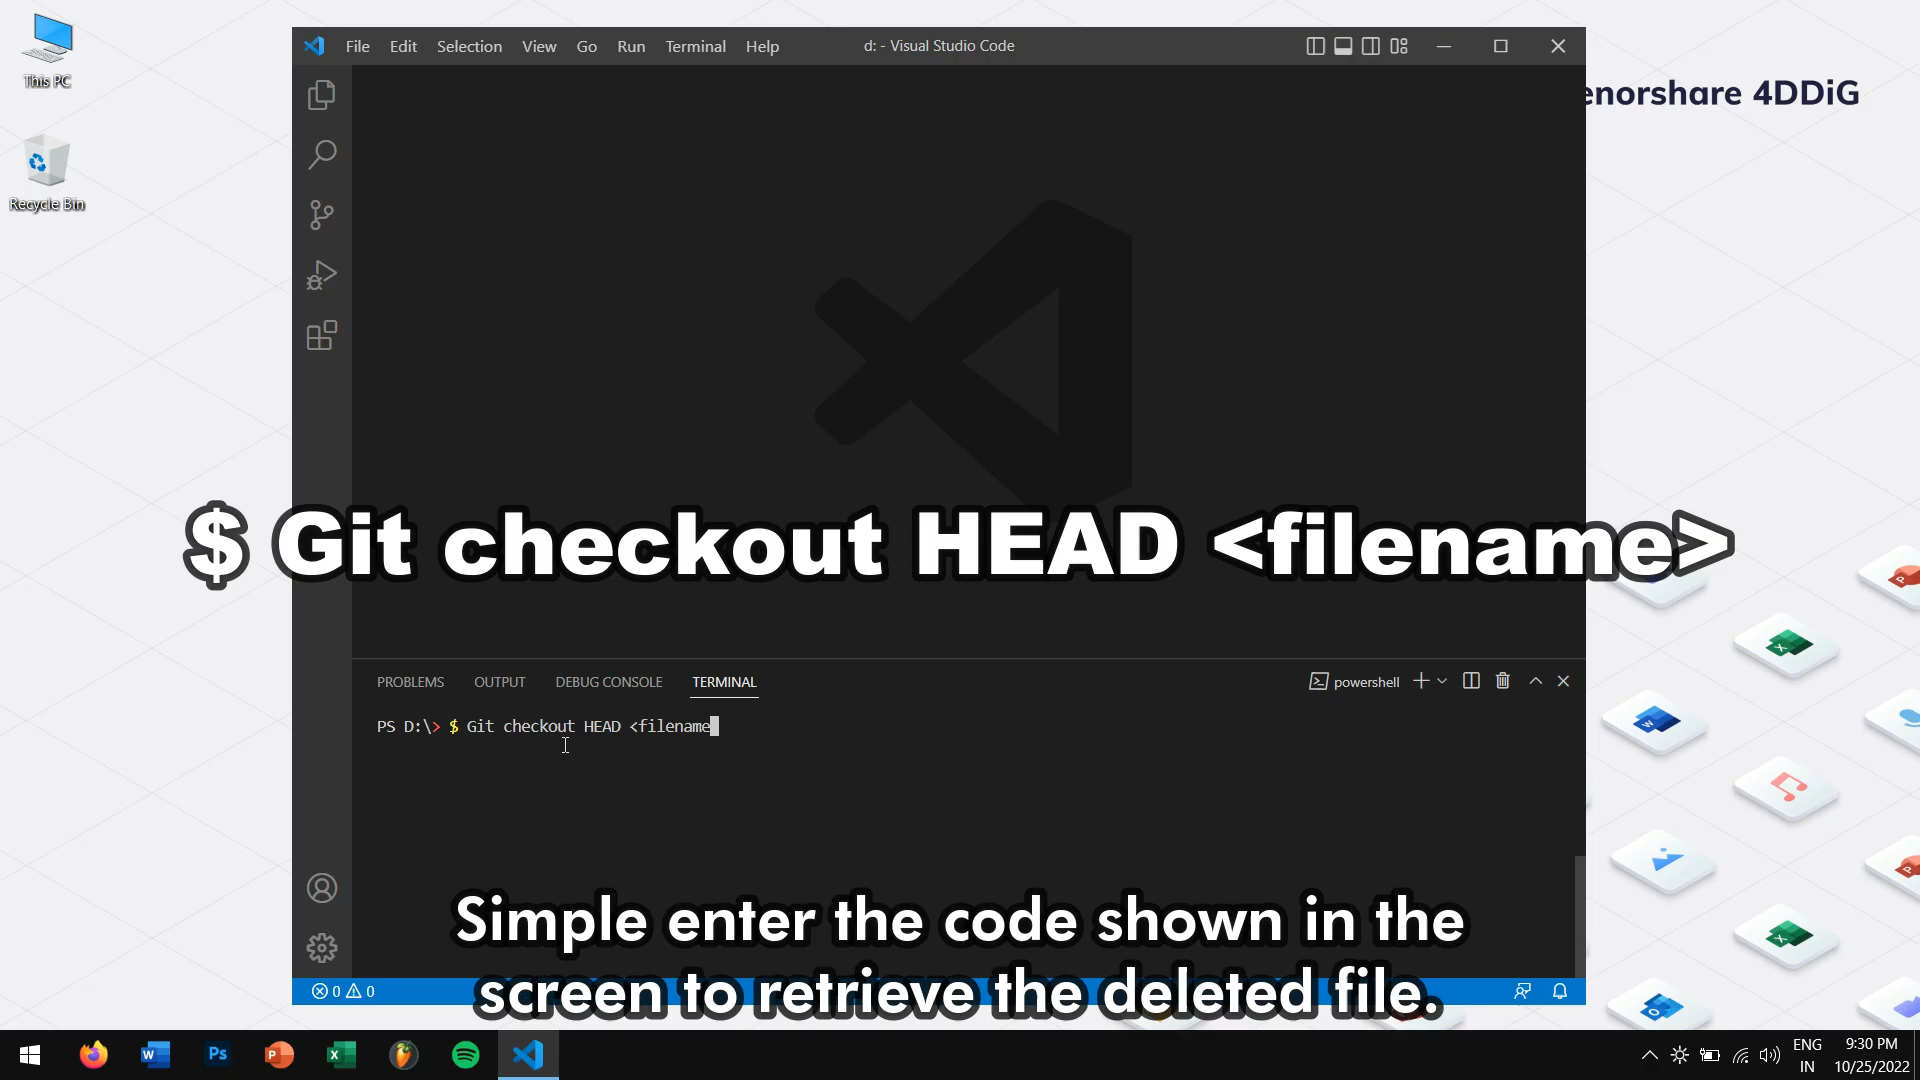 This PC
Recycle Bin
File Edit Selection View Go Run Terminal Help
d: - Visual Studio Code
enorshare 4DDiG
$ Git checkout HEAD <filename>
PROBLEMS OUTPUT DEBUG CONSOLE TERMINAL
powershell
PS D:\> $ Git checkout HEAD <filename
Simple enter the code shown in the
screen to retrieve the deleted file.
0 0
ENG
IN
9:30 PM
10/25/2022